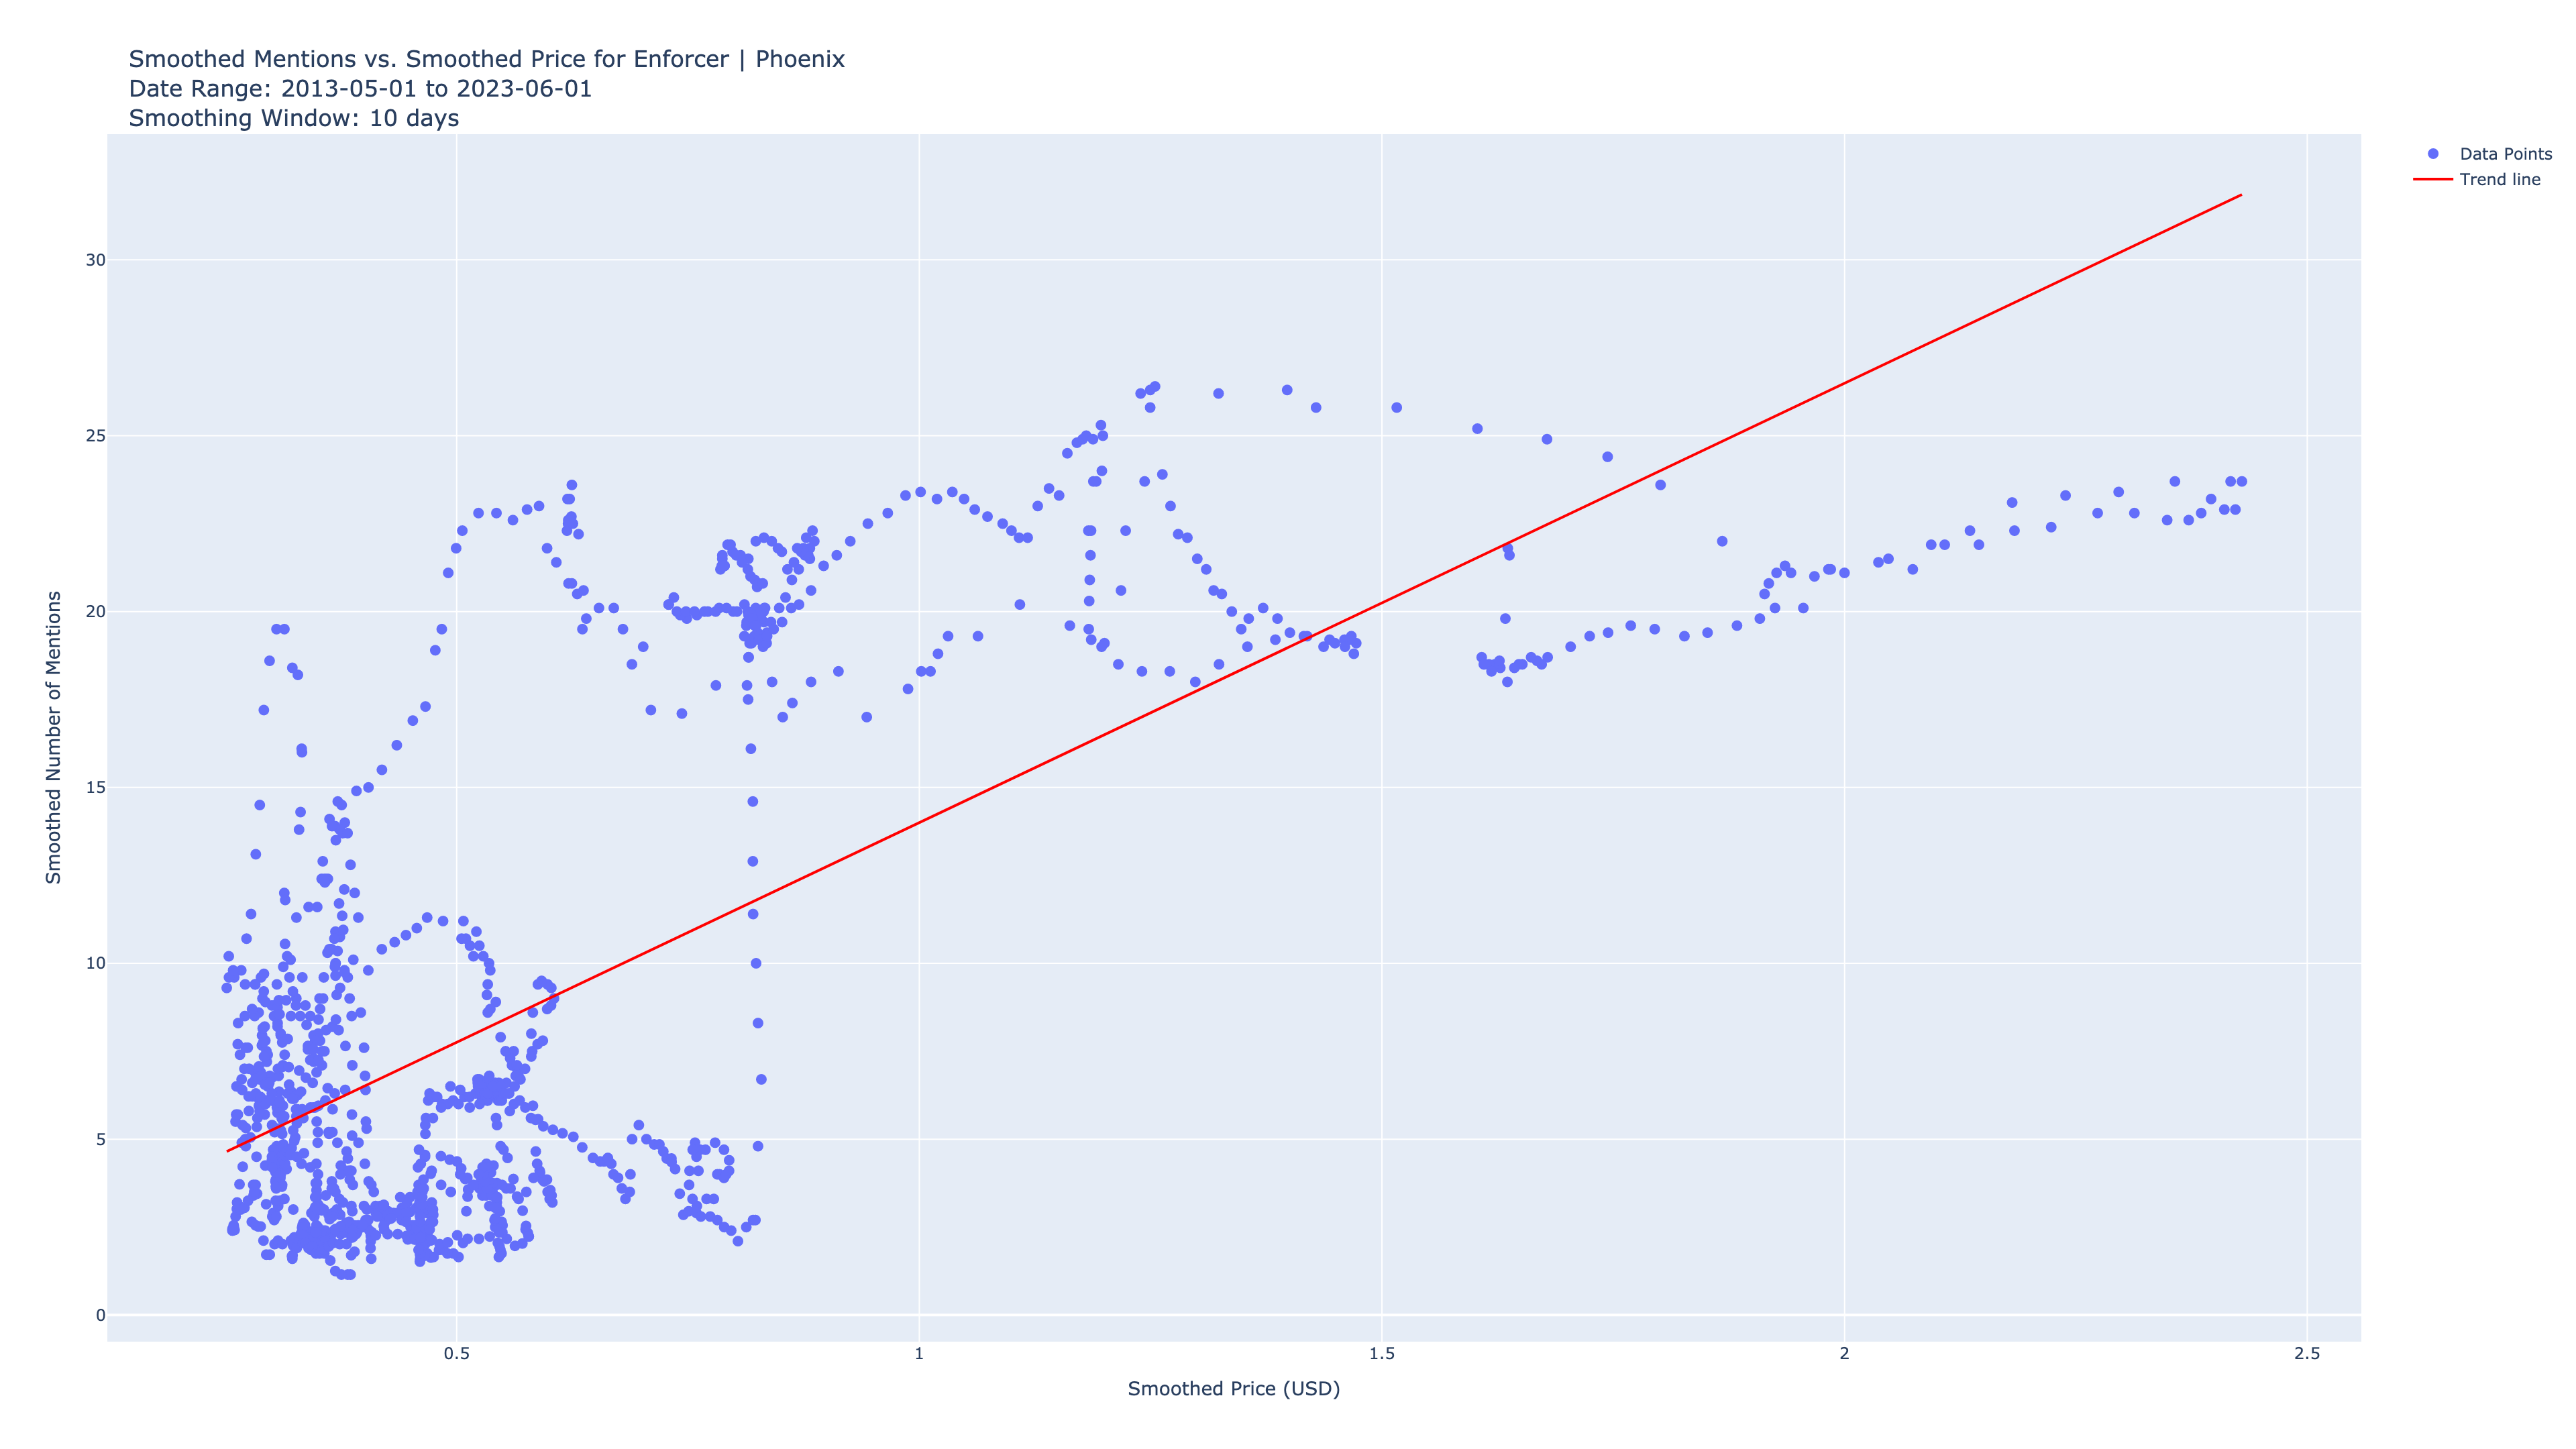 Smoothed Mentions vs. Smoothed Price for Enforcer | Phoenix
Date Range: 2013-05-01 to 2023-06-01
Smoothing Window: 10 days
Data Points
Trend line
Smoothed Number of Mentions
30
25
20
15
10
5
0
0.5
1
1.5
2
2.5
Smoothed Price (USD)